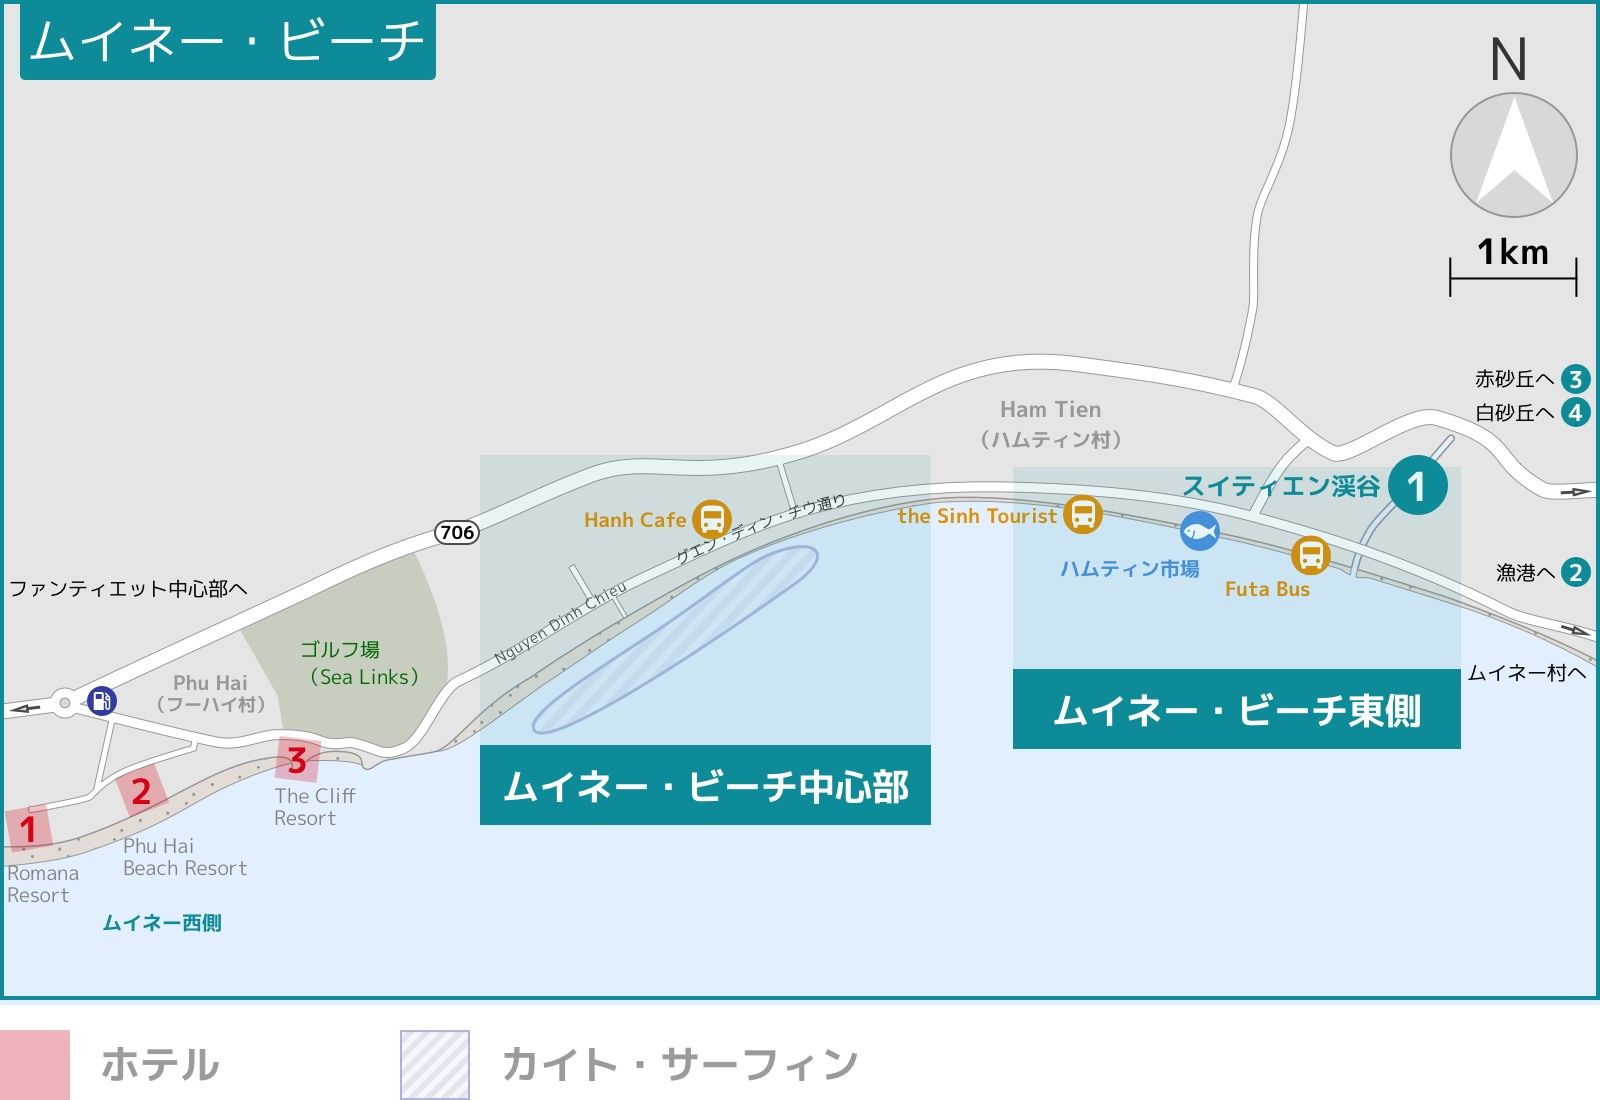 ムイネー・ビーチ
N
1km
赤砂丘へ 3
白砂丘へ 4
Ham Tien
（ハムティン村）
スイティエン渓谷 1
Hanh Cafe
グエン・ディン・チウ通り
the Sinh Tourist
706
ハムティン市場
Futa Bus
漁港へ 2
ファンティエット中心部へ
Nguyen Dinh Chieu
ゴルフ場
（Sea Links）
Phu Hai
（フーハイ村）
ムイネー村へ
ムイネー・ビーチ東側
ムイネー・ビーチ中心部
3
The Cliff
Resort
2
Phu Hai
Beach Resort
1
Romana
Resort
ムイネー西側
ホテル
カイト・サーフィン